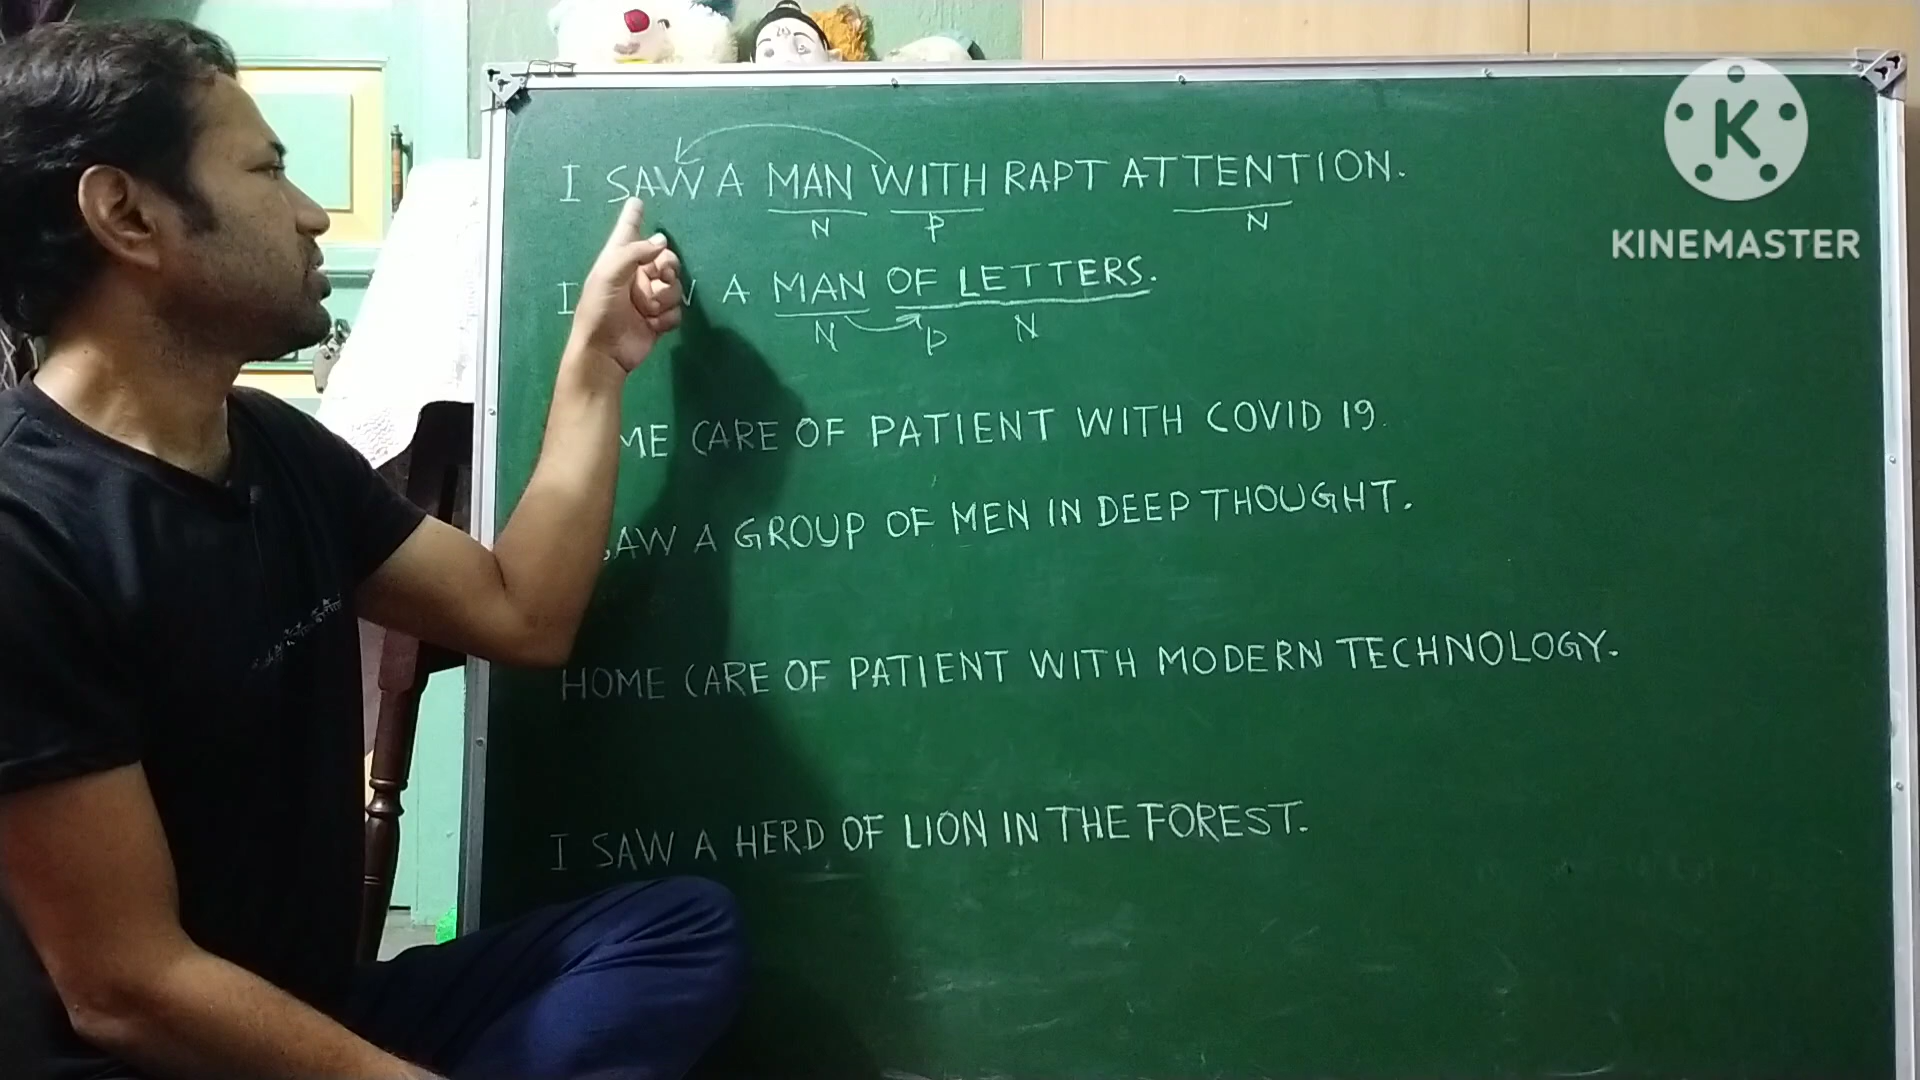 I SAW A MAN WITH RAPT ATTENTION.
N P N
I A MAN OF LETTERS.
N P N
ME CARE OF PATIENT WITH COVID 19.
SAW A GROUP OF MEN IN DEEP THOUGHT.
HOME CARE OF PATIENT WITH MODERN TECHNOLOGY.
I SAW A HERD OF LION IN THE FOREST.
K
KINEMASTER